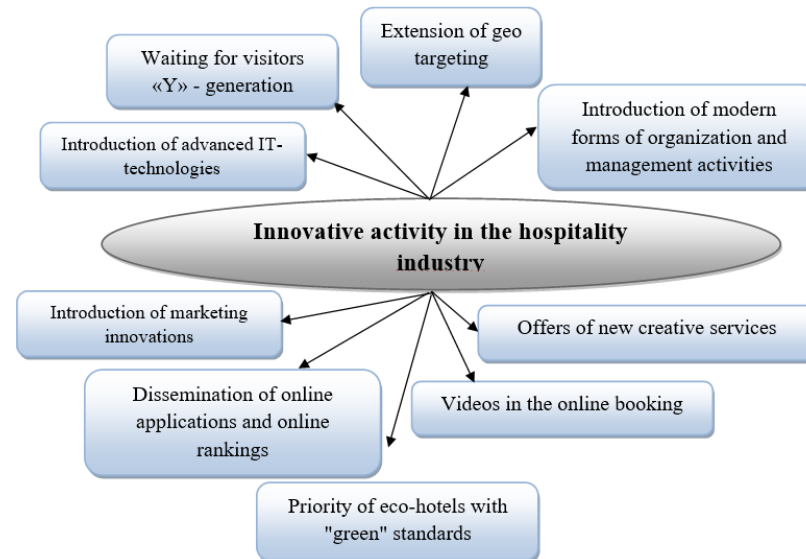 Extension of geo
targeting
Waiting for visitors
«Y» - generation
Introduction of modern
forms of organization and
management activities
Introduction of advanced IT-
technologies
Innovative activity in the hospitality
industry
Introduction of marketing
innovations
Offers of new creative services
Dissemination of online
applications and online
rankings
Videos in the online booking
Priority of eco-hotels with
"green" standards